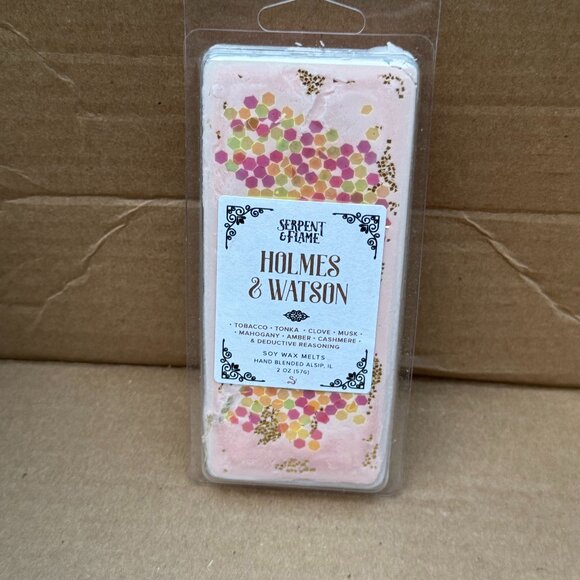 SERPENT
& FLAME
HOLMES
& WATSON
• TOBACCO • TONKA • CLOVE • MUSK •
• MAHOGANY • AMBER • CASHMERE •
& DEDUCTIVE REASONING
SOY WAX MELTS
HAND BLENDED ALSIP, IL
2 OZ (57G)